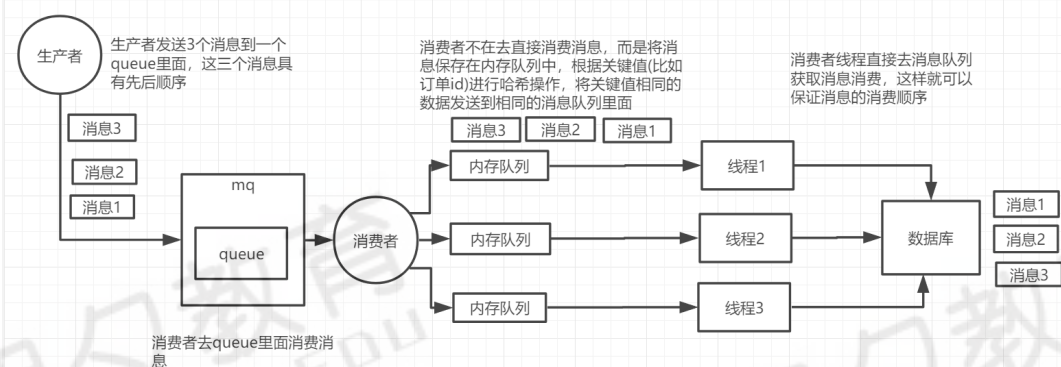 生产者
生产者发送3个消息到一个
queue里面，这三个消息具
有先后顺序
消息3
消息2
消息1
mq
queue
消费者去queue里面消费消
息
消费者
消费者不在去直接消费消息，而是将消
息保存在内存队列中，根据关键值(比如
订单id)进行哈希操作，将关键值相同的
数据发送到相同的消息队列里面
消息3
消息2
消息1
内存队列
内存队列
内存队列
线程1
线程2
线程3
消费者线程直接去消息队列
获取消息消费，这样就可以
保证消息的消费顺序
数据库
消息1
消息2
消息3